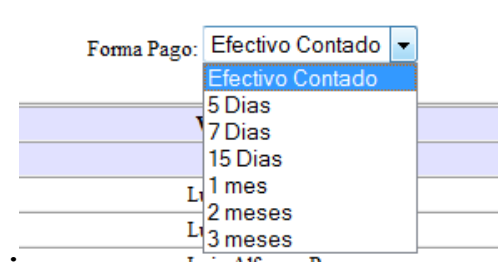 Forma Pago: Efectivo Contado
Efectivo Contado
5 Dias
7 Dias
15 Dias
1 mes
2 meses
3 meses